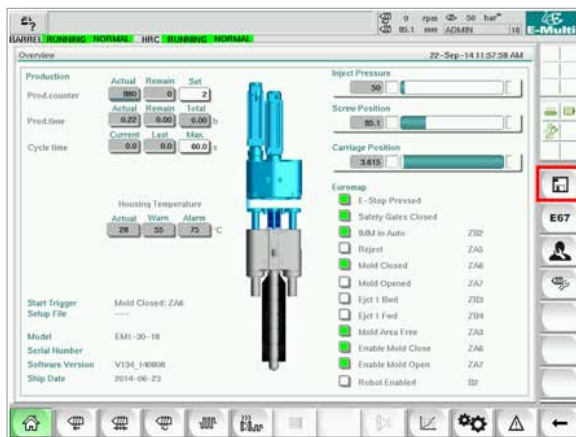 0 rpm 50 bar
85.1 mm ADMIN 16
E-Multi
BARREL RUNNING NORMAL HRC RUNNING NORMAL
Overview 22-Sep-14 11:57:58 AM
Production
Actual Remain Set
Prod.counter 980 0 2
Actual Remain Total
Prod.time 0.22 0.00 0.00 h
Current Last Max.
Cycle time 0.0 0.0 60.0 s
Housing Temperature
Actual Warn Alarm
28 55 75 °C
Start Trigger Mold Closed: ZA6
Setup File ---
Model EM1-30-18
Serial Number
Software Version V134_140808
Ship Date 2014-06-23
Inject Pressure
50
Screw Position
85.1
Carriage Position
3.615
Euromap
E-Stop Pressed
Safety Gates Closed
IMM in Auto ZB2
Reject ZA5
Mold Closed ZA6
Mold Opened ZA7
Ejct 1 Bwd ZB3
Ejct 1 Fwd ZB4
Mold Area Free ZA3
Enable Mold Close ZA6
Enable Mold Open ZA7
Robot Enabled
E67